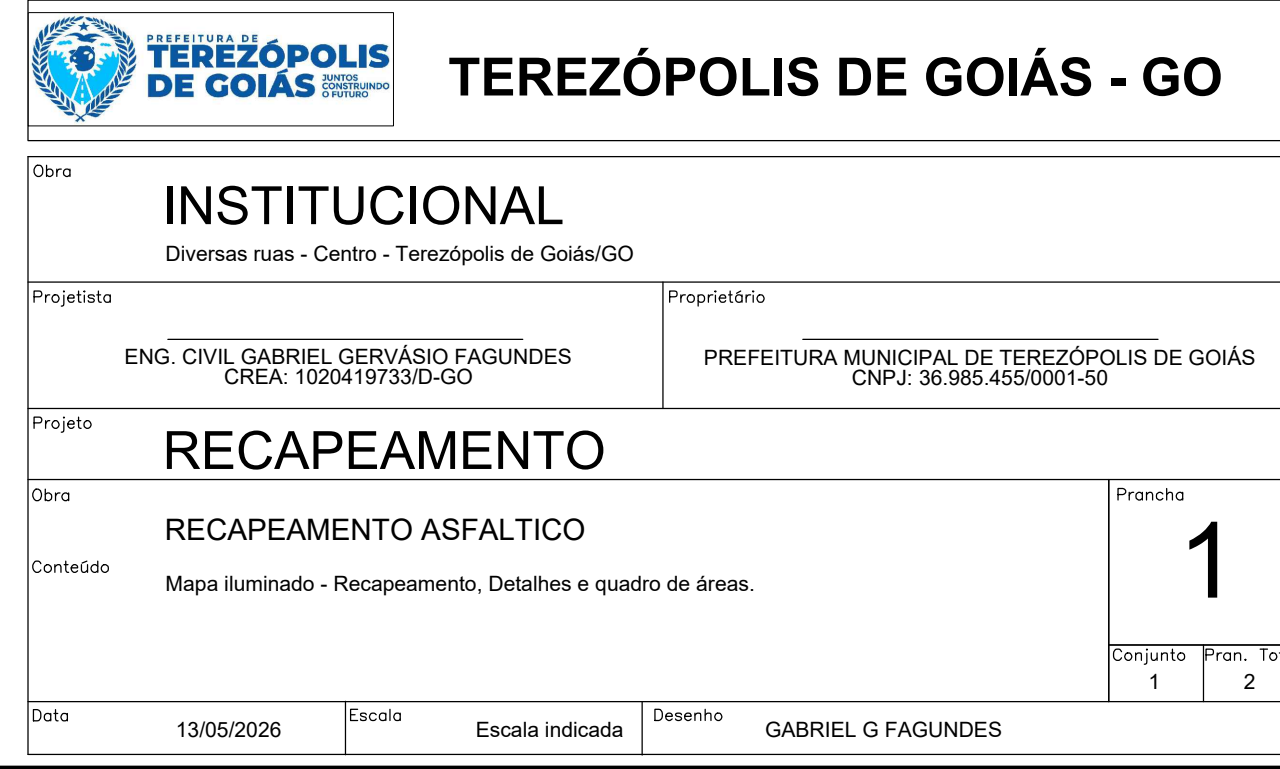 PREFEITURA DE
TEREZÓPOLIS
DE GOIÁS
JUNTOS
CONSTRUINDO
O FUTURO
TEREZÓPOLIS DE GOIÁS - GO
Obra
INSTITUCIONAL
Diversas ruas - Centro - Terezópolis de Goiás/GO
Projetista
ENG. CIVIL GABRIEL GERVÁSIO FAGUNDES
CREA: 1020419733/D-GO
Proprietário
PREFEITURA MUNICIPAL DE TEREZÓPOLIS DE GOIÁS
CNPJ: 36.985.455/0001-50
Projeto
RECAPEAMENTO
Obra
RECAPEAMENTO ASFALTICO
Conteúdo
Mapa iluminado - Recapeamento, Detalhes e quadro de áreas.
Prancha
1
Conjunto
1
Pran. To
2
Data
13/05/2026
Escala
Escala indicada
Desenho
GABRIEL G FAGUNDES